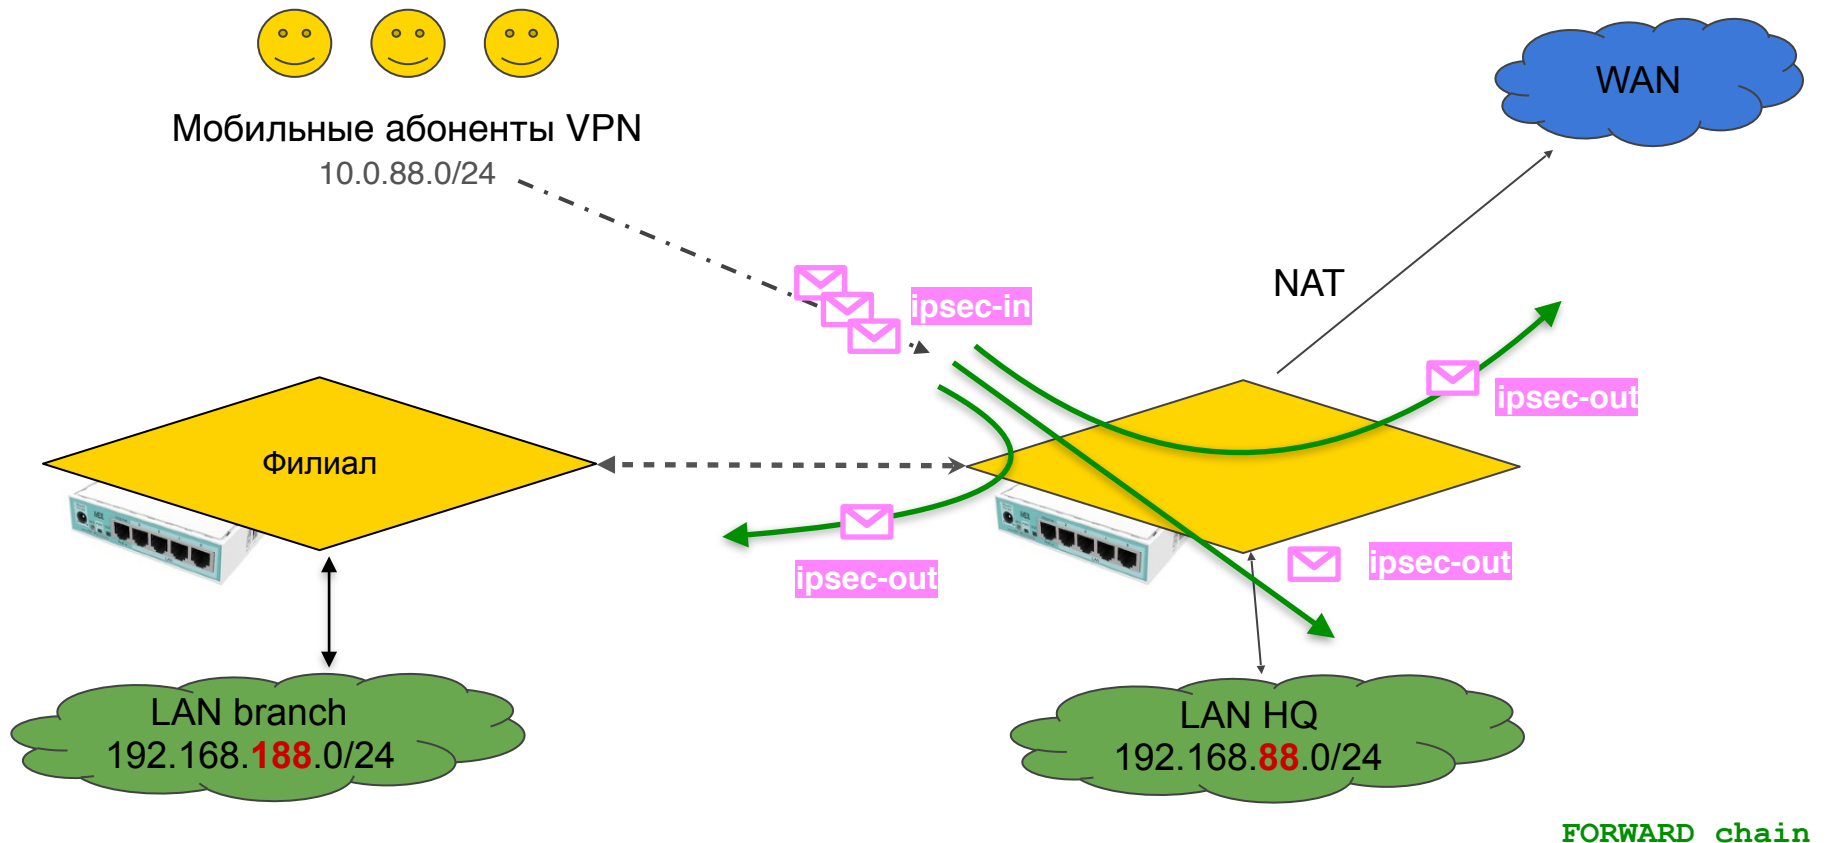 WAN
Мобильные абоненты VPN
10.0.88.0/24
NAT
ipsec-in
ipsec-out
Филиал
ipsec-out
ipsec-out
LAN branch
192.168.188.0/24
LAN HQ
192.168.88.0/24
FORWARD chain